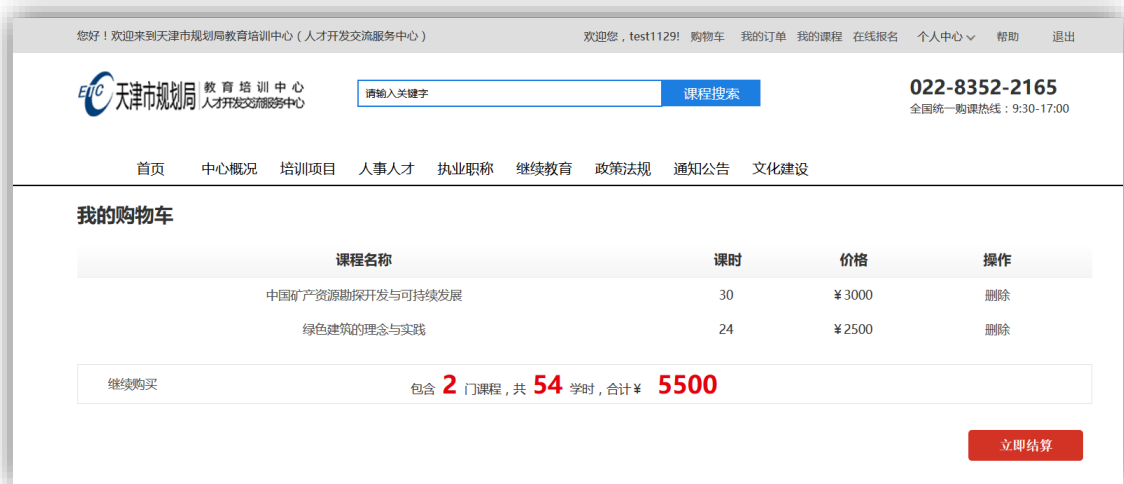 您好！欢迎来到天津市规划局教育培训中心（人才开发交流服务中心） 欢迎您，test1129! 购物车 我的订单 我的课程 在线报名 个人中心 帮助 退出
ETC 天津市规划局 教育培训中心
人才开发交流服务中心
请输入关键字 课程搜索
022-8352-2165
全国统一购课热线：9:30-17:00
首页 中心概况 培训项目 人事人才 执业职称 继续教育 政策法规 通知公告 文化建设
我的购物车
课程名称 课时 价格 操作
中国矿产资源勘探开发与可持续发展 30 ¥3000 删除
绿色建筑的理念与实践 24 ¥2500 删除
继续购买 包含 2 门课程，共 54 学时，合计¥ 5500
立即结算